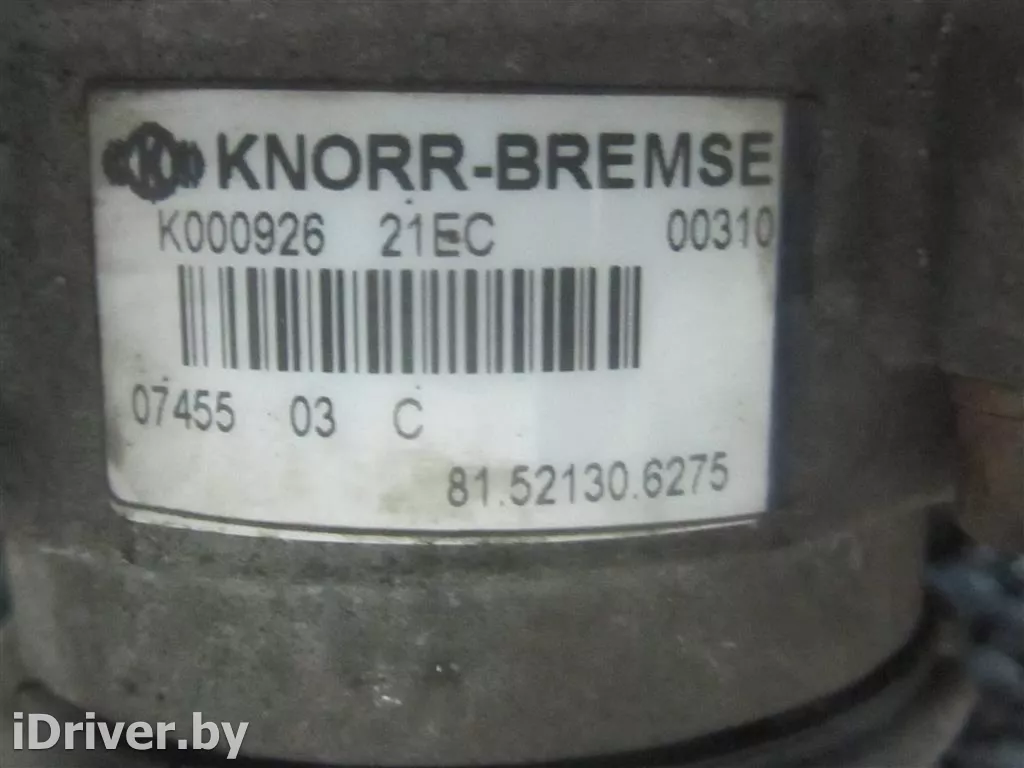 KNORR-BREMSE
K000926 21EC 00310
07455 03 C
81.52130.6275
iDriver.by